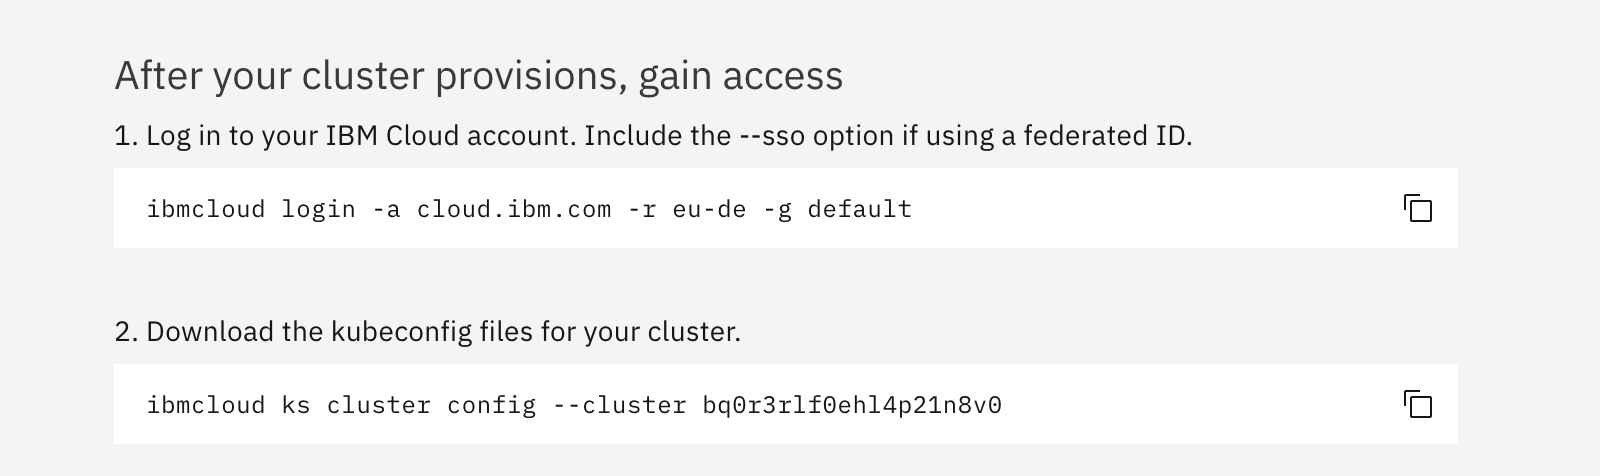 After your cluster provisions, gain access
1. Log in to your IBM Cloud account. Include the --sso option if using a federated ID.
ibmcloud login -a cloud.ibm.com -r eu-de -g default
2. Download the kubeconfig files for your cluster.
ibmcloud ks cluster config --cluster bq0r3rlf0ehl4p21n8v0